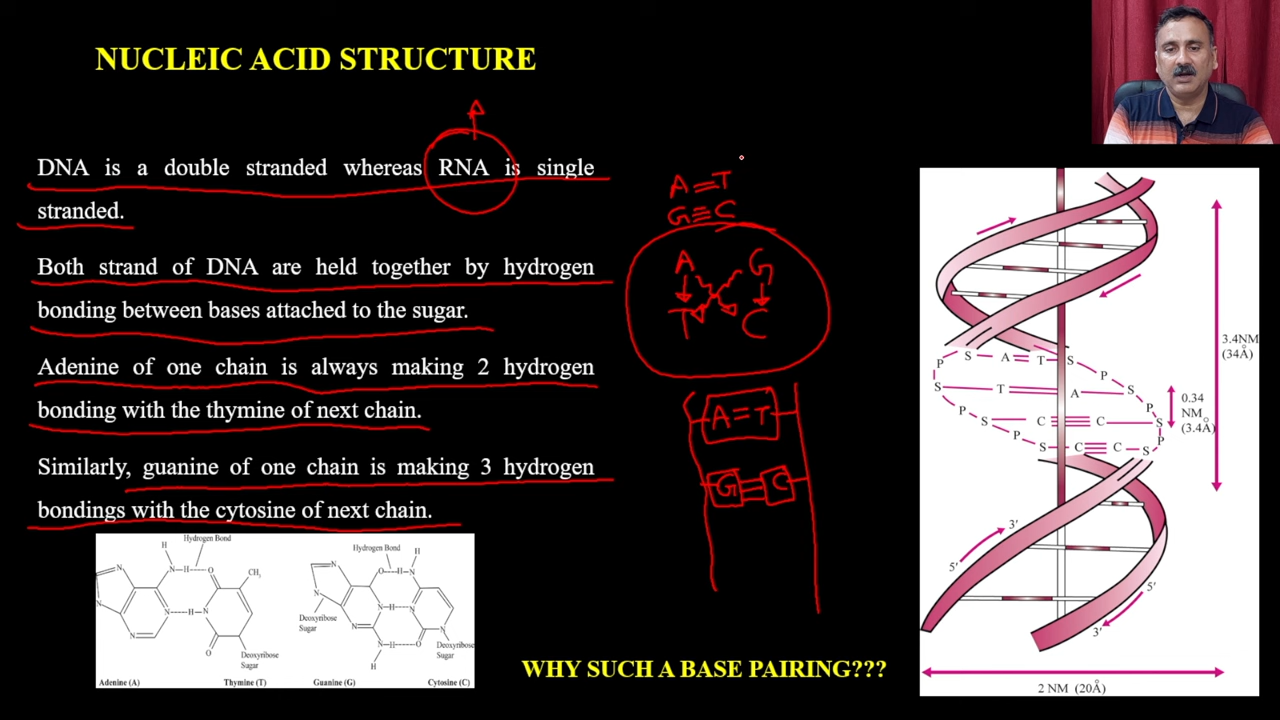 NUCLEIC ACID STRUCTURE
DNA is a double stranded whereas RNA is single
stranded.
Both strand of DNA are held together by hydrogen
bonding between bases attached to the sugar.
Adenine of one chain is always making 2 hydrogen
bonding with the thymine of next chain.
Similarly, guanine of one chain is making 3 hydrogen
bondings with the cytosine of next chain.
A=T
G≡C
A G
T C
A=T
G≡C
Hydrogen Bond
H
N
N H O
CH3
N
N H N
N
O
Deoxyribose
Sugar
Adenine (A) Thymine (T)
Hydrogen Bond
H
N
O H N
N
N H N
Deoxyribose
Sugar
N
N
N H O
H
Deoxyribose
Sugar
Guanine (G) Cytosine (C)
WHY SUCH A BASE PAIRING???
P S A T S
P
S T A S
P P
S C C S
P P
S C C S
3.4NM
(34Å)
0.34
NM
(3.4Å)
3'
5'
5'
3'
2 NM (20Å)